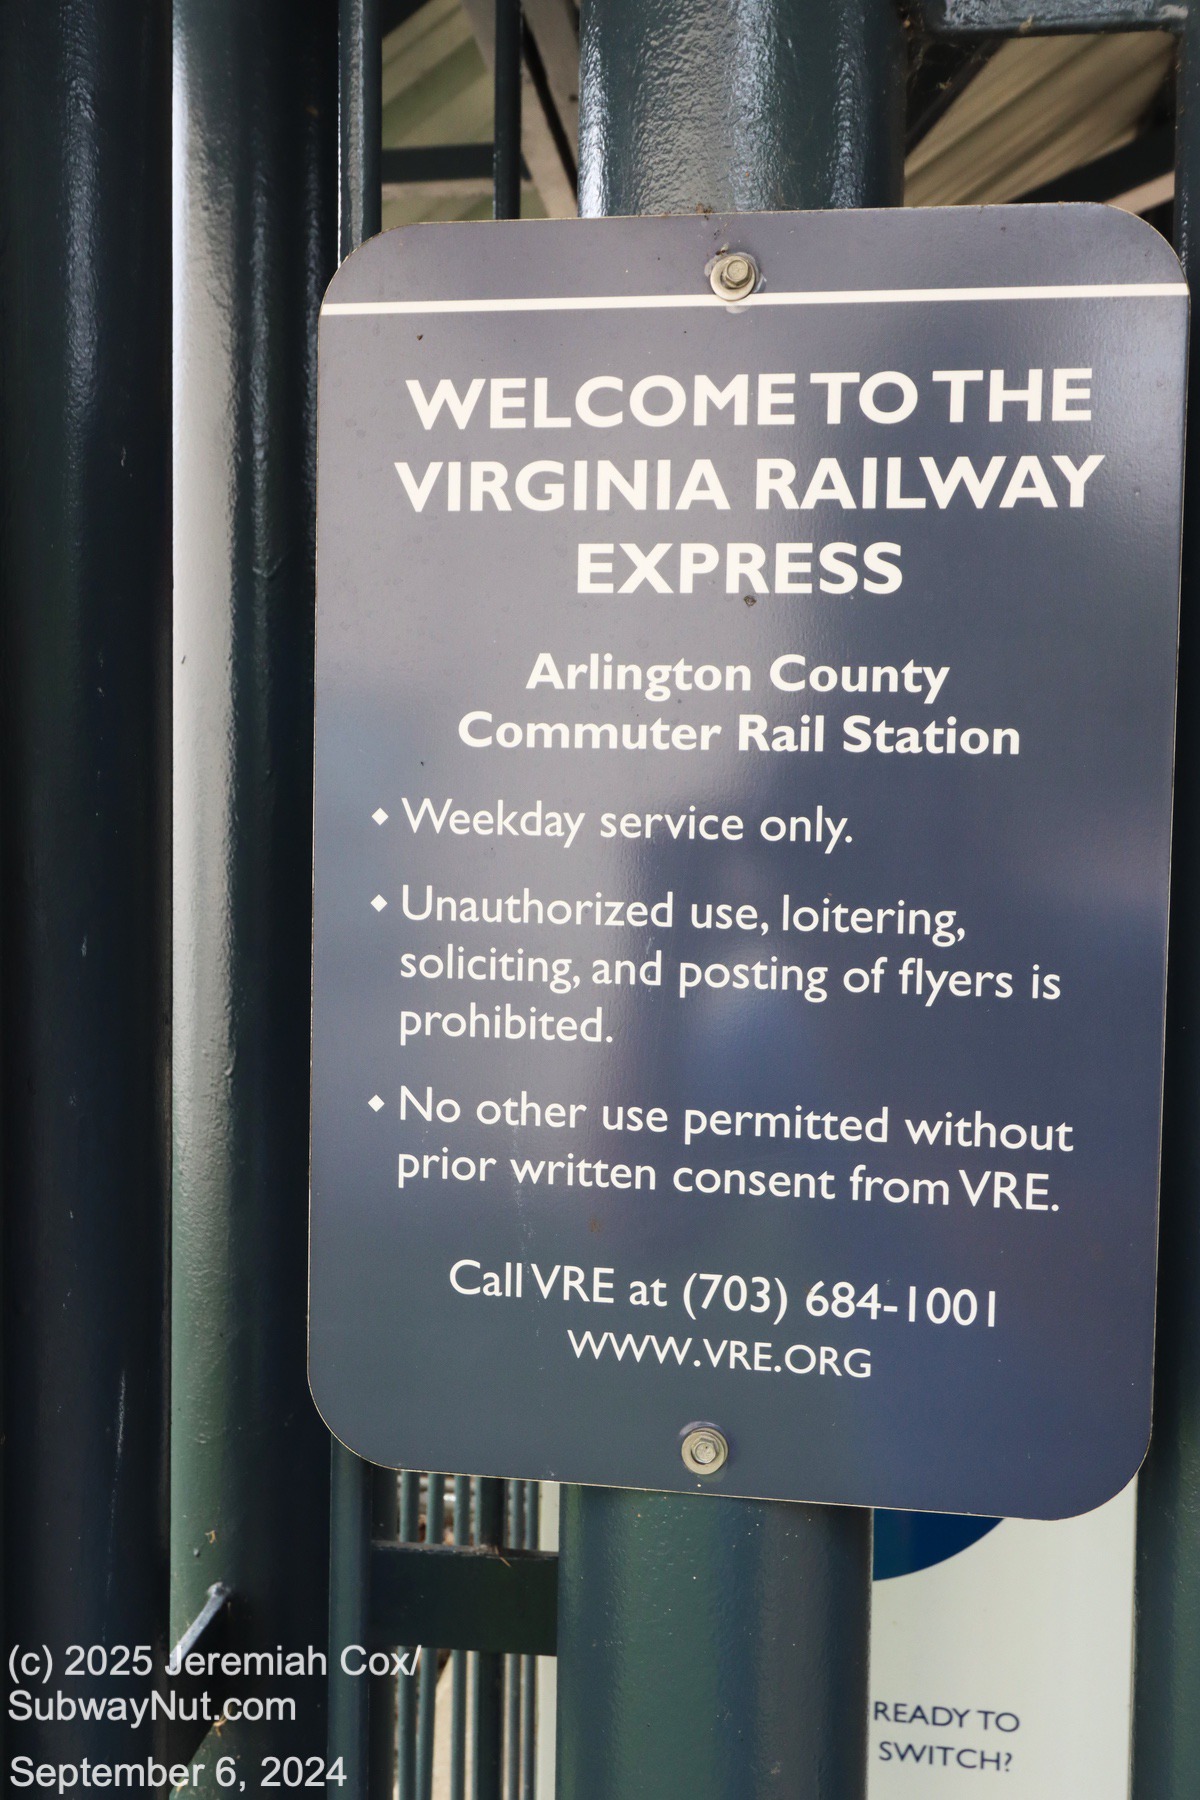 WELCOME TO THE
VIRGINIA RAILWAY
EXPRESS
Arlington County
Commuter Rail Station
◆ Weekday service only.
◆ Unauthorized use, loitering,
soliciting, and posting of flyers is
prohibited.
◆ No other use permitted without
prior written consent from VRE.
Call VRE at (703) 684-1001
WWW.VRE.ORG
READY TO
SWITCH?
(c) 2025 Jeremiah Cox/
SubwayNut.com
September 6, 2024